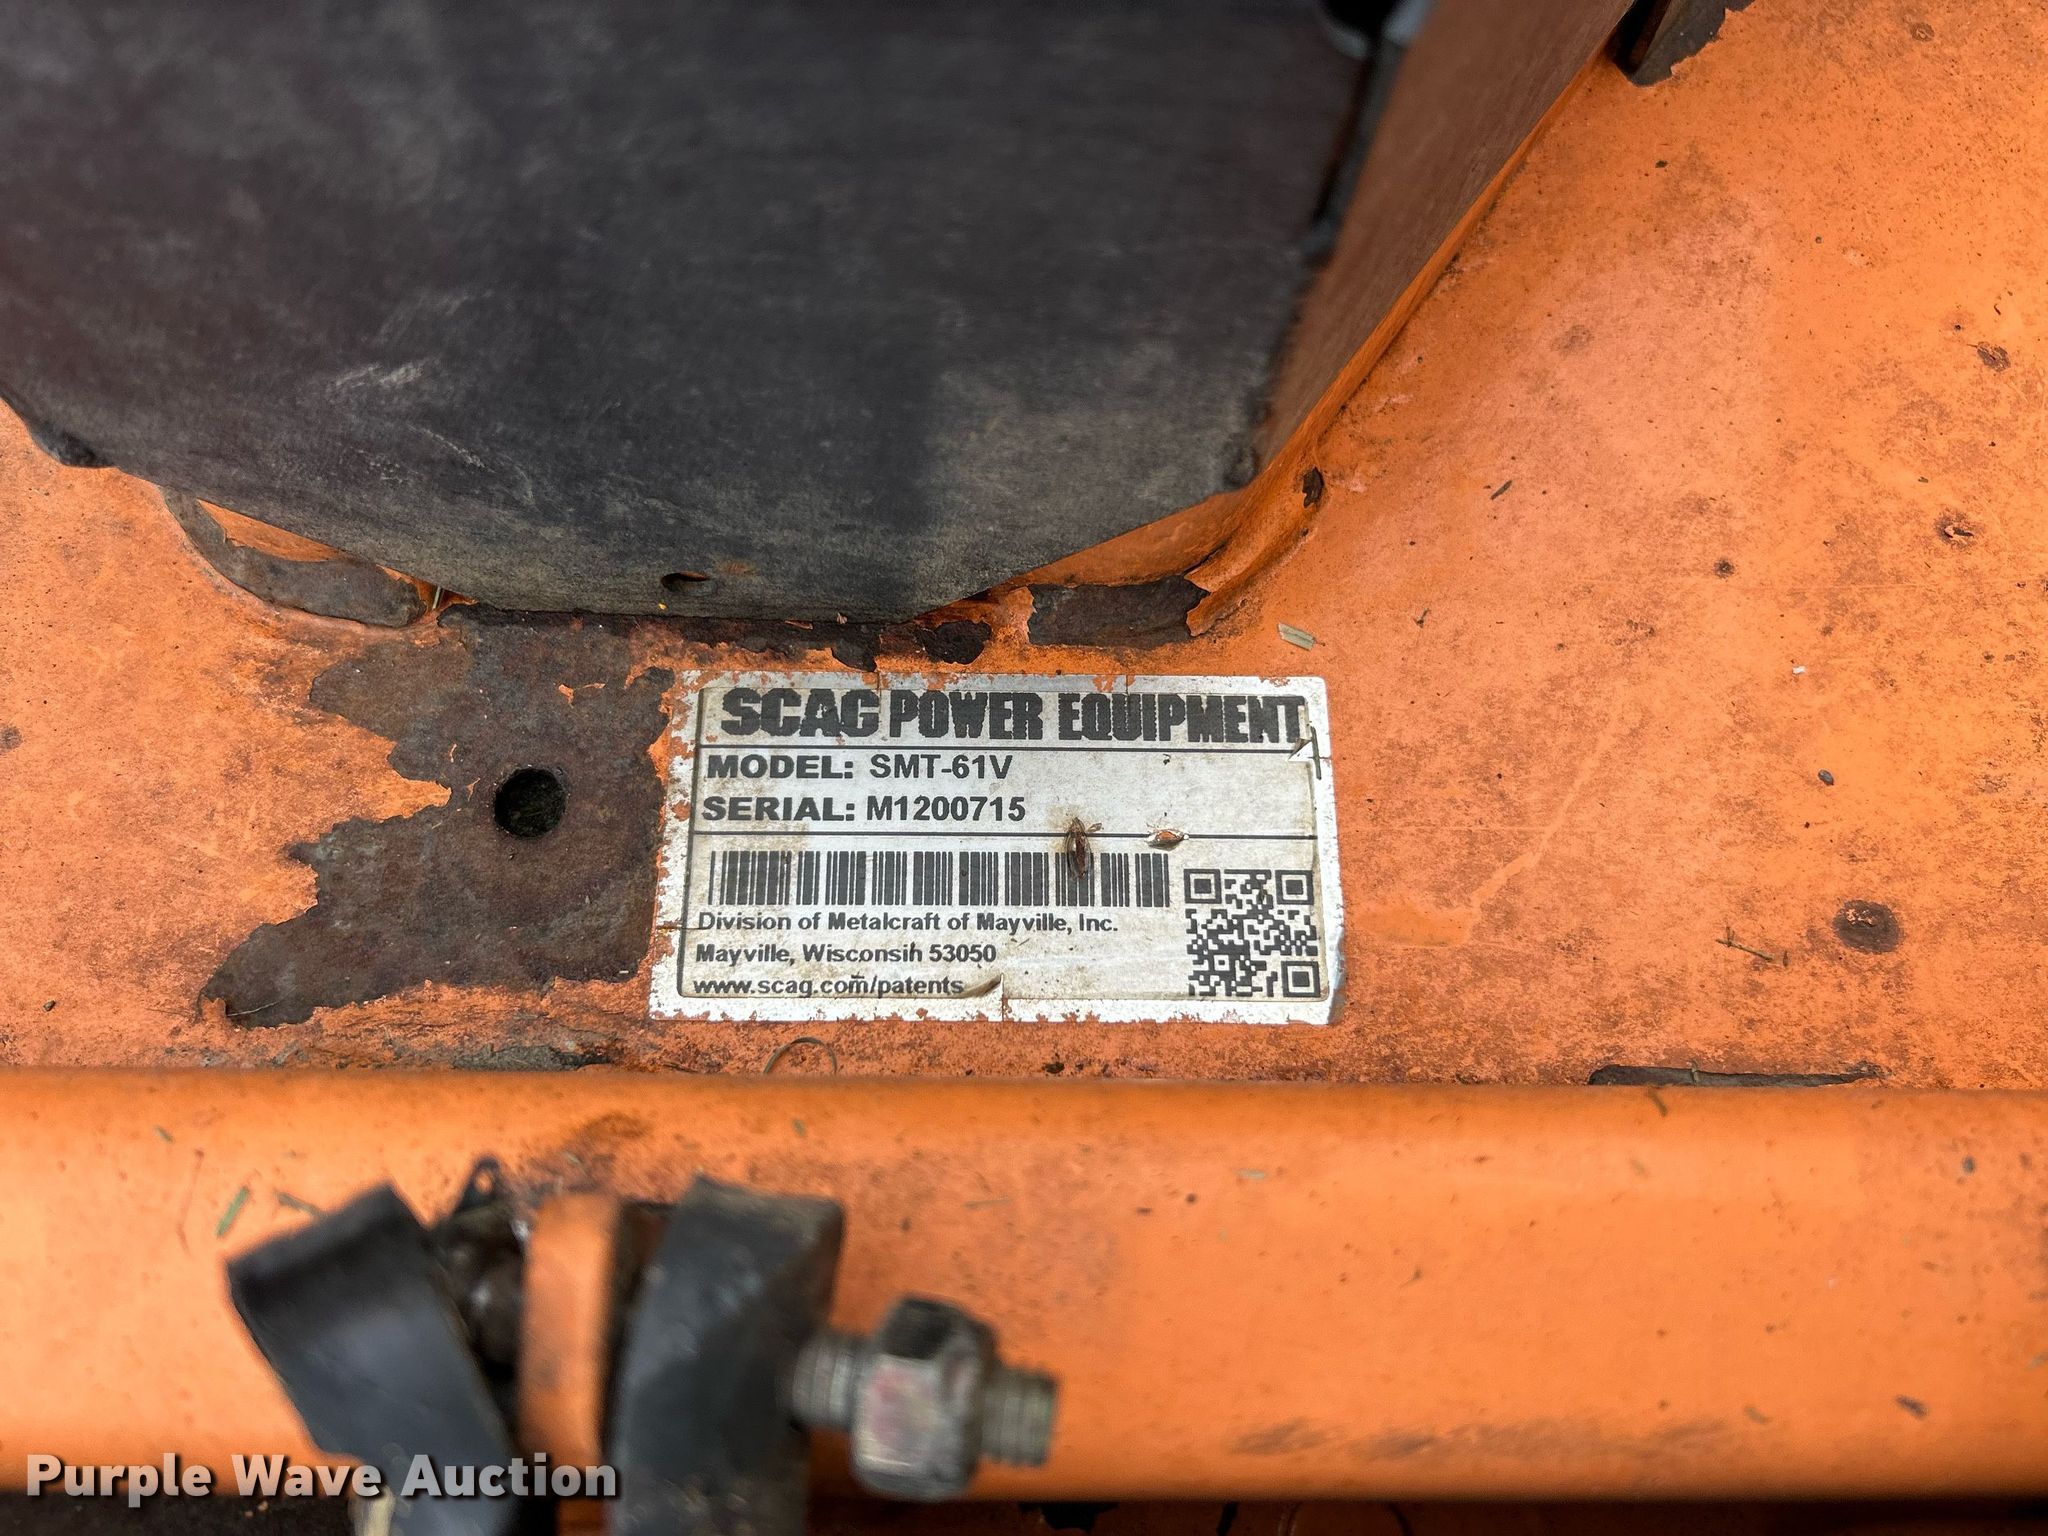 SCAG POWER EQUIPMENT
MODEL: SMT-61V
SERIAL: M1200715
Division of Metalcraft of Mayville, Inc.
Mayville, Wisconsin 53050
www.scag.com/patents
Purple Wave Auction